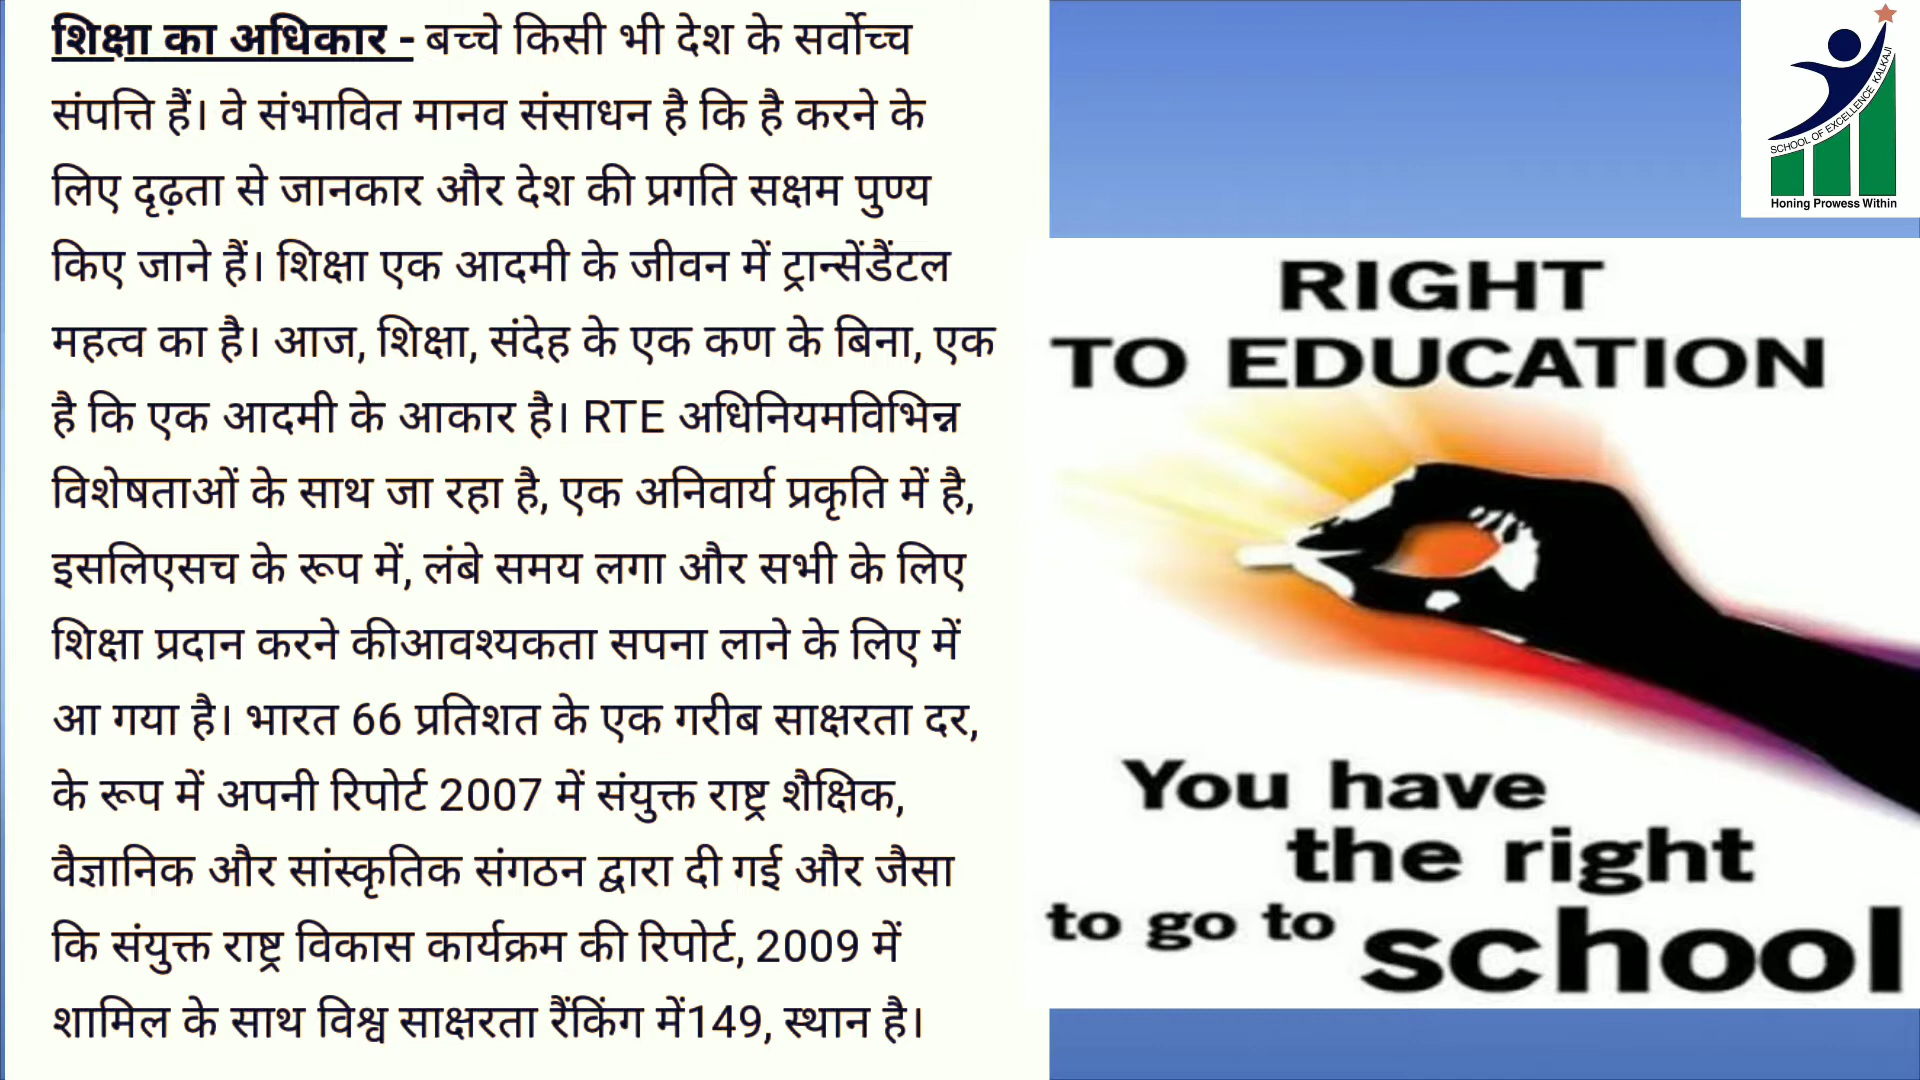 शिक्षा का अधिकार - बच्चे किसी भी देश के सर्वोच्च
संपत्ति हैं। वे संभावित मानव संसाधन है कि है करने के
लिए दृढ़ता से जानकार और देश की प्रगति सक्षम पुण्य
किए जाने हैं। शिक्षा एक आदमी के जीवन में ट्रान्सेंडैंटल
महत्व का है। आज, शिक्षा, संदेह के एक कण के बिना, एक
है कि एक आदमी के आकार है। RTE अधिनियमविभिन्न
विशेषताओं के साथ जा रहा है, एक अनिवार्य प्रकृति में है,
इसलिएसच के रूप में, लंबे समय लगा और सभी के लिए
शिक्षा प्रदान करने कीआवश्यकता सपना लाने के लिए में
आ गया है। भारत 66 प्रतिशत के एक गरीब साक्षरता दर,
के रूप में अपनी रिपोर्ट 2007 में संयुक्त राष्ट्र शैक्षिक,
वैज्ञानिक और सांस्कृतिक संगठन द्वारा दी गई और जैसा
कि संयुक्त राष्ट्र विकास कार्यक्रम की रिपोर्ट, 2009 में
शामिल के साथ विश्व साक्षरता रैंकिंग में149, स्थान है।
SCHOOL OF EXCELLENCE KALKAJI
Honing Prowess Within
RIGHT
TO EDUCATION
You have
the right
to go to school